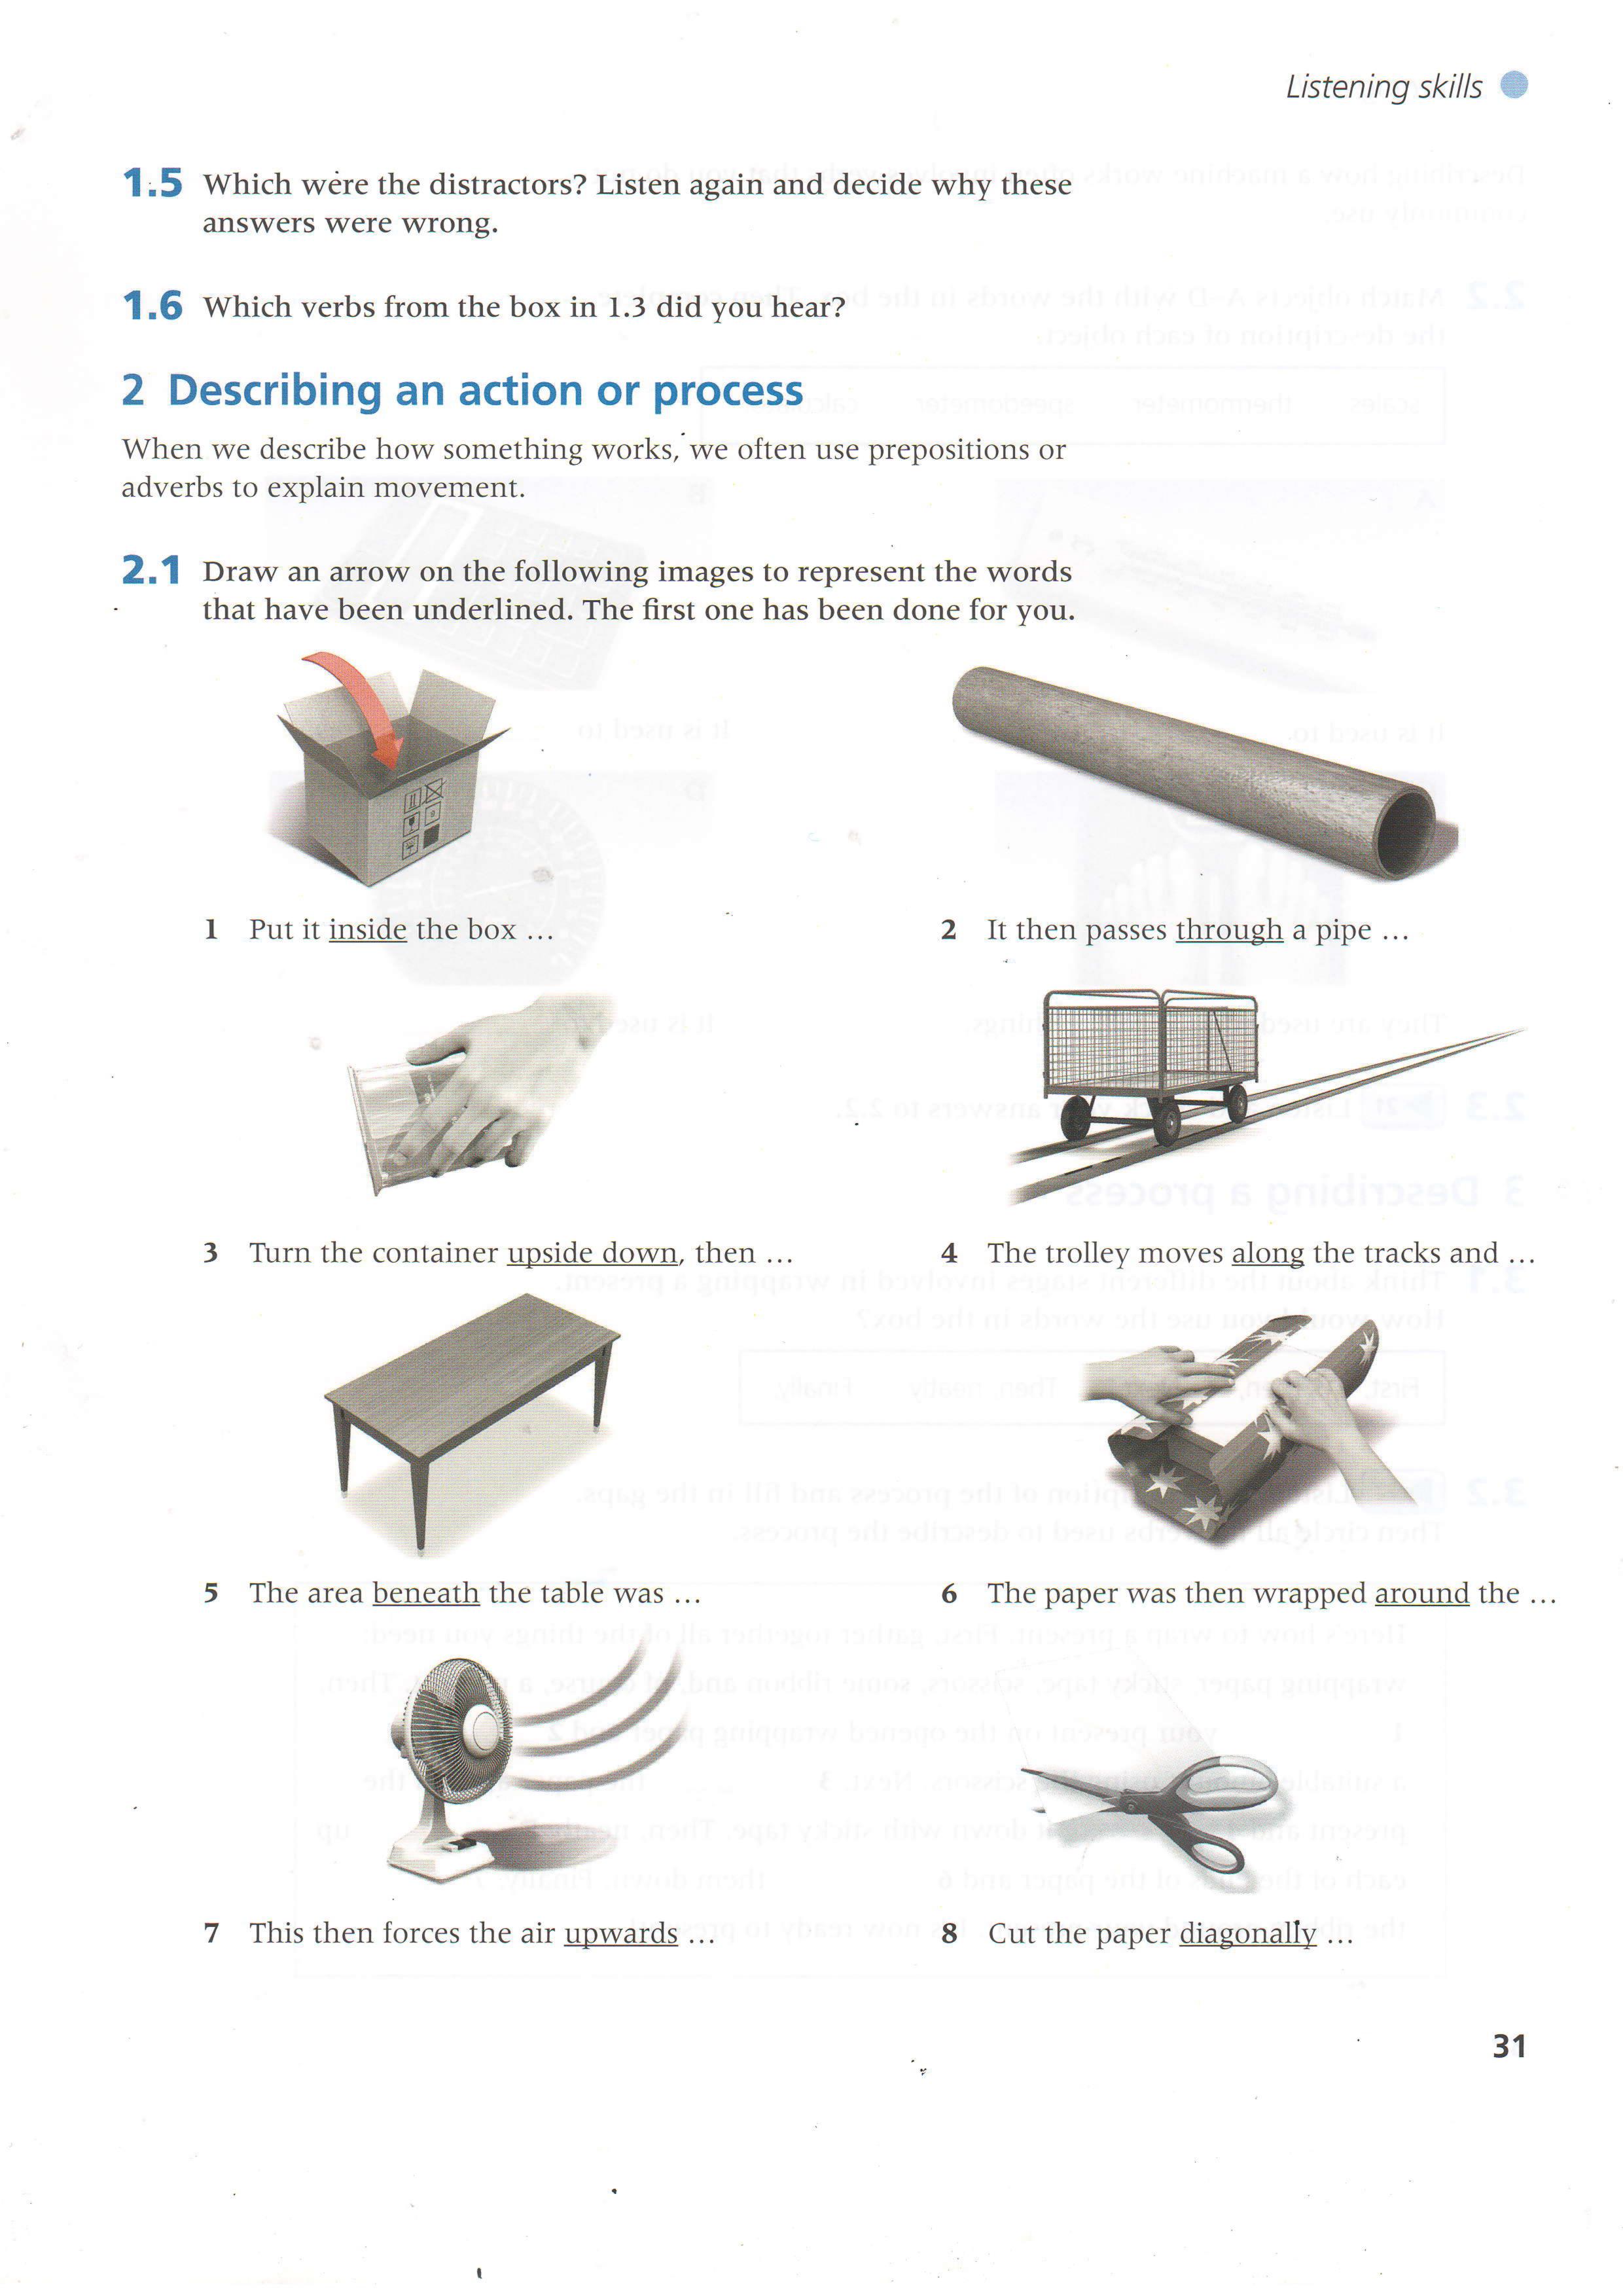 Listening skills
1.5 Which were the distractors? Listen again and decide why these
answers were wrong.
1.6 Which verbs from the box in 1.3 did you hear?
2 Describing an action or process
When we describe how something works, we often use prepositions or
adverbs to explain movement.
2.1 Draw an arrow on the following images to represent the words
that have been underlined. The first one has been done for you.
1 Put it inside the box ...
2 It then passes through a pipe ...
3 Turn the container upside down, then ...
4 The trolley moves along the tracks and ...
5 The area beneath the table was ...
6 The paper was then wrapped around the ...
7 This then forces the air upwards ...
8 Cut the paper diagonally ...
31